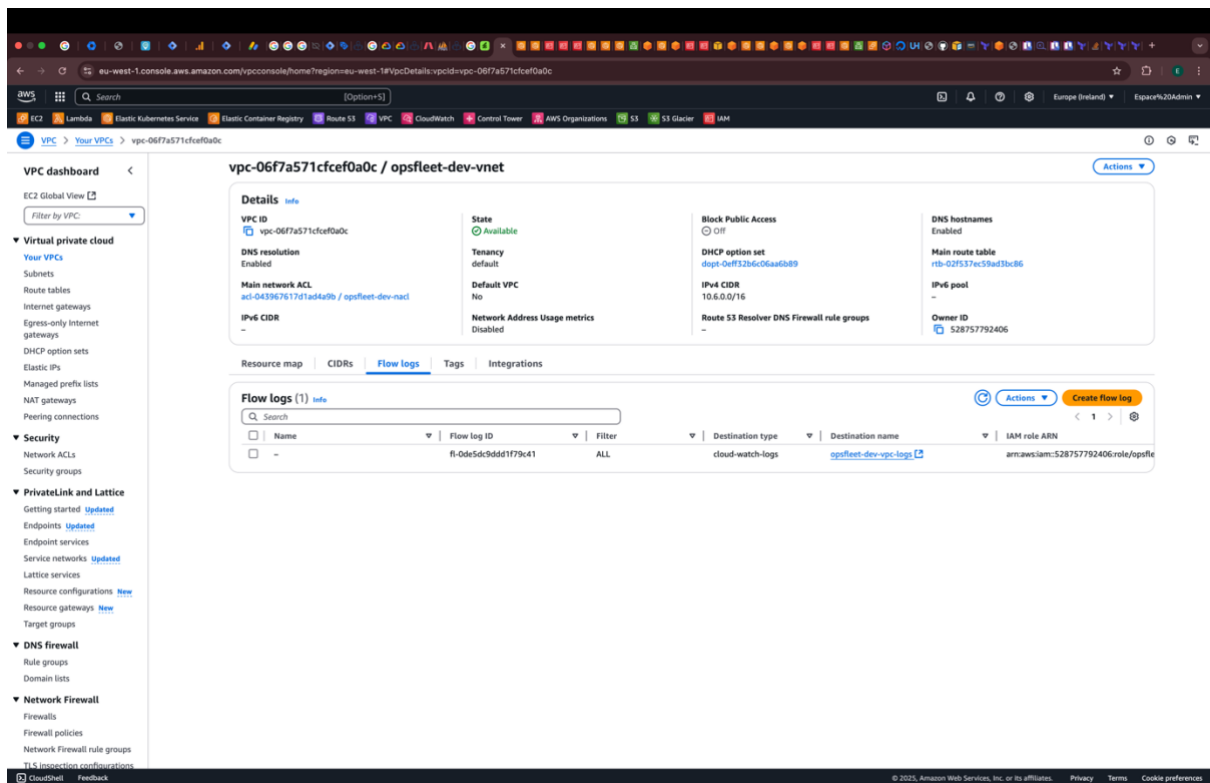 eu-west-1.console.aws.amazon.com/vpcconsole/home?region=eu-west-1#VpcDetails:vpcId=vpc-06f7a571cfcef0a0c
aws Search [Option+S] Europe (Ireland) Espace%20Admin
EC2 Lambda Elastic Kubernetes Service Elastic Container Registry Route 53 VPC CloudWatch Control Tower AWS Organizations S3 S3 Glacier IAM
VPC > Your VPCs > vpc-06f7a571cfcef0a0c
VPC dashboard
EC2 Global View
Filter by VPC:
Virtual private cloud
Your VPCs
Subnets
Route tables
Internet gateways
Egress-only Internet
gateways
DHCP option sets
Elastic IPs
Managed prefix lists
NAT gateways
Peering connections
Security
Network ACLs
Security groups
PrivateLink and Lattice
Getting started Updated
Endpoints Updated
Endpoint services
Service networks Updated
Lattice services
Resource configurations New
Resource gateways New
Target groups
DNS firewall
Rule groups
Domain lists
Network Firewall
Firewalls
Firewall policies
Network Firewall rule groups
TLS inspection configurations
vpc-06f7a571cfcef0a0c / opsfleet-dev-vnet
Actions
Details Info
VPC ID
vpc-06f7a571cfcef0a0c
State
Available
Block Public Access
Off
DNS hostnames
Enabled
DNS resolution
Enabled
Tenancy
default
DHCP option set
dopt-0eff32b6c06aa6b89
Main route table
rtb-02f537ec59ad3bc86
Main network ACL
acl-043967617d1ad4a9b / opsfleet-dev-nacl
Default VPC
No
IPv4 CIDR
10.6.0.0/16
IPv6 pool
–
IPv6 CIDR
–
Network Address Usage metrics
Disabled
Route 53 Resolver DNS Firewall rule groups
–
Owner ID
528757792406
Resource map CIDRs Flow logs Tags Integrations
Flow logs (1) Info
Actions
Create flow log
Search
1
Name Flow log ID Filter Destination type Destination name IAM role ARN
– fl-0de5dc9ddd1f79c41 ALL cloud-watch-logs opsfleet-dev-vpc-logs arn:aws:iam::528757792406:role/opsfle
CloudShell Feedback © 2025, Amazon Web Services, Inc. or its affiliates. Privacy Terms Cookie preferences